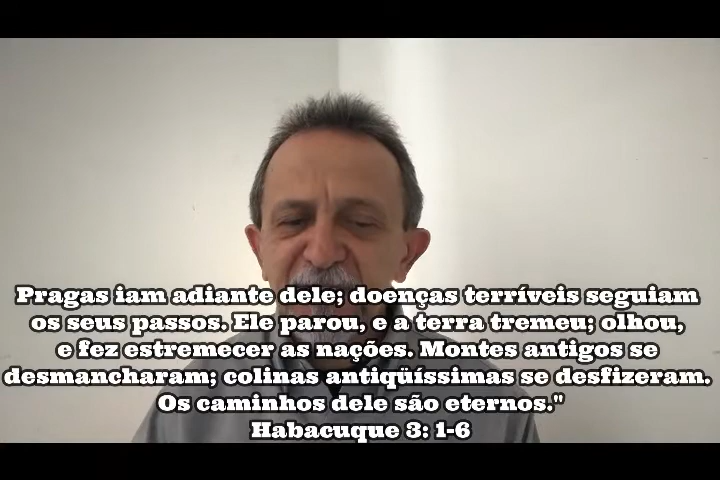 Pragas iam adiante dele; doenças terríveis seguiam
os seus passos. Ele parou, e a terra tremeu; olhou,
e fez estremecer as nações. Montes antigos se
desmancharam; colinas antiqüíssimas se desfizeram.
Os caminhos dele são eternos."
Habacuque 3: 1-6